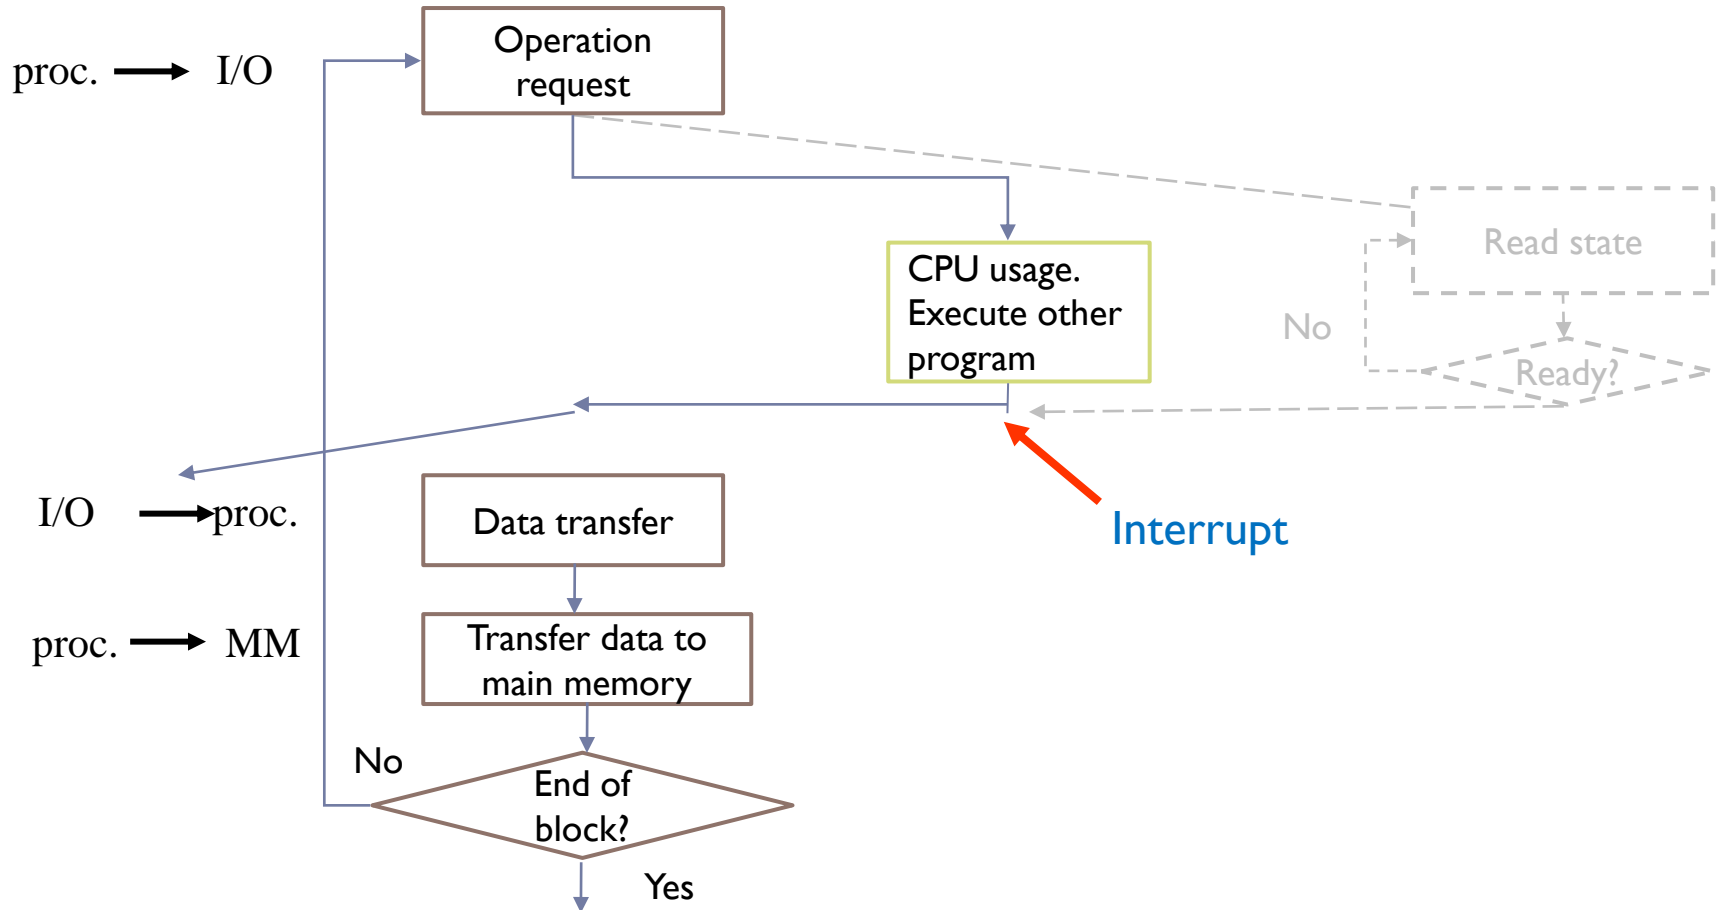 Operation
request
proc. I/O
Read state
CPU usage.
Execute other
program
No
Ready?
I/O proc.
Data transfer
Interrupt
proc. MM
Transfer data to
main memory
No
End of
block?
Yes